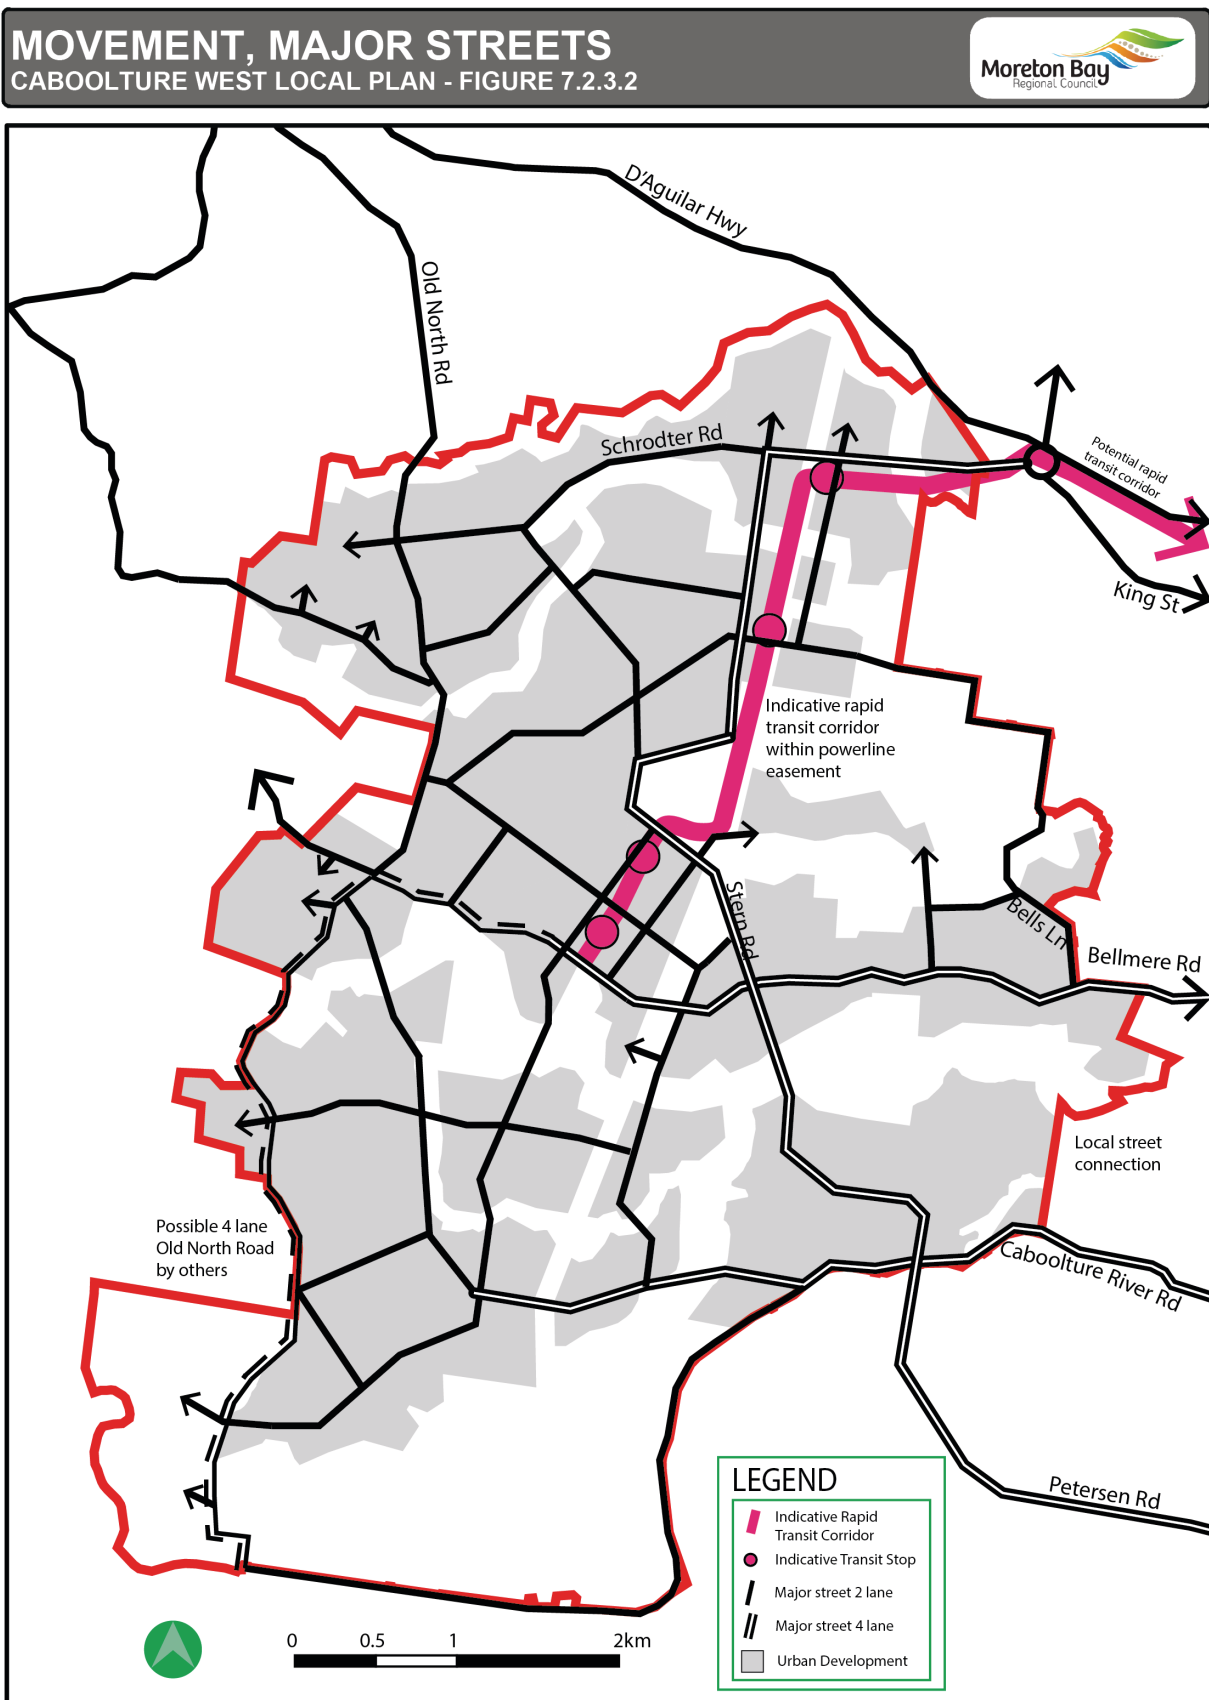 MOVEMENT, MAJOR STREETS
CABOOLTURE WEST LOCAL PLAN - FIGURE 7.2.3.2
Moreton Bay
Regional Council
D'Aguilar Hwy
Old North Rd
Schrodter Rd
Potential rapid
transit corridor
King St
Indicative rapid
transit corridor
within powerline
easement
Stern Rd
Bells Ln
Bellmere Rd
Local street
connection
Possible 4 lane
Old North Road
by others
Caboolture River Rd
Petersen Rd
LEGEND
Indicative Rapid
Transit Corridor
Indicative Transit Stop
Major street 2 lane
Major street 4 lane
Urban Development
0 0.5 1 2km